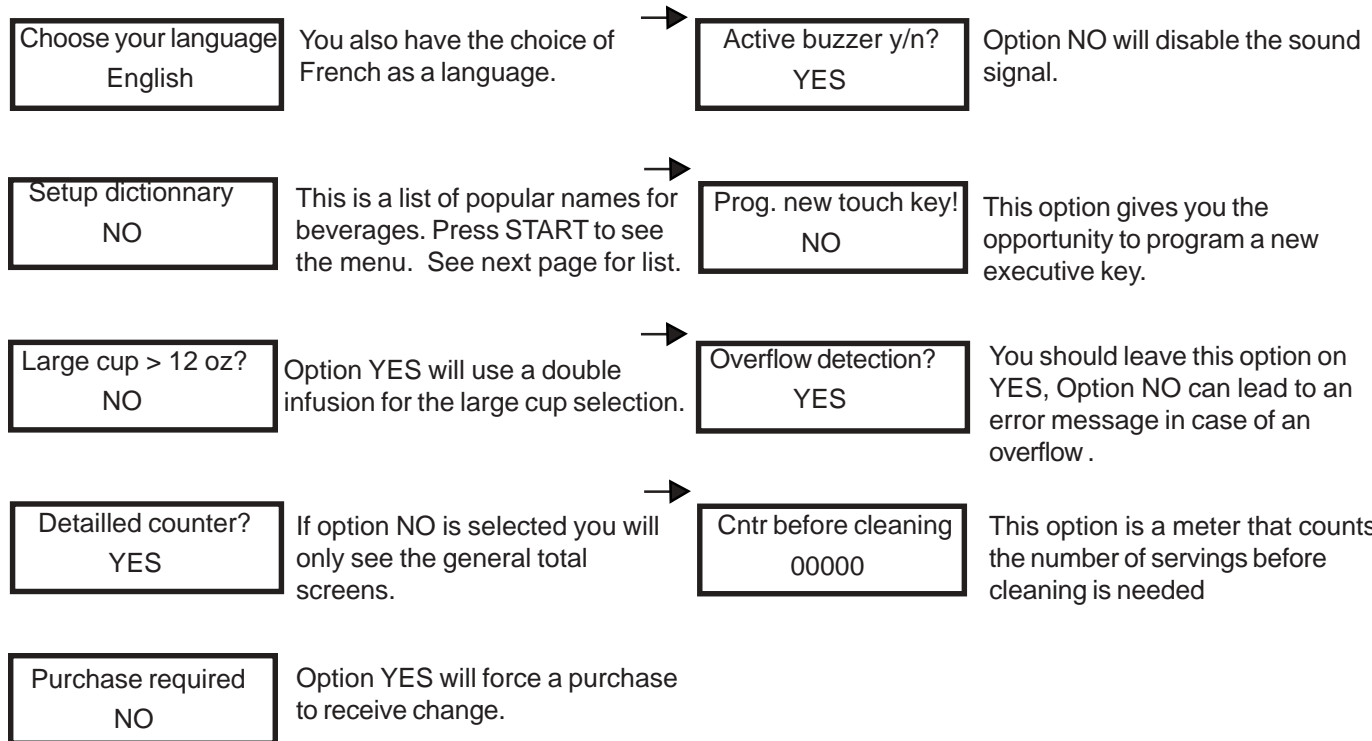 Choose your language
English
You also have the choice of
French as a language.
Active buzzer y/n?
YES
Option NO will disable the sound
signal.
Setup dictionnary
NO
This is a list of popular names for
beverages. Press START to see
the menu.  See next page for list.
Prog. new touch key!
NO
This option gives you the
opportunity to program a new
executive key.
Large cup > 12 oz?
NO
Option YES will use a double
infusion for the large cup selection.
Overflow detection?
YES
You should leave this option on
YES, Option NO can lead to an
error message in case of an
overflow .
Detailled counter?
YES
If option NO is selected you will
only see the general total
screens.
Cntr before cleaning
00000
This option is a meter that counts
the number of servings before
cleaning is needed
Purchase required
NO
Option YES will force a purchase
to receive change.